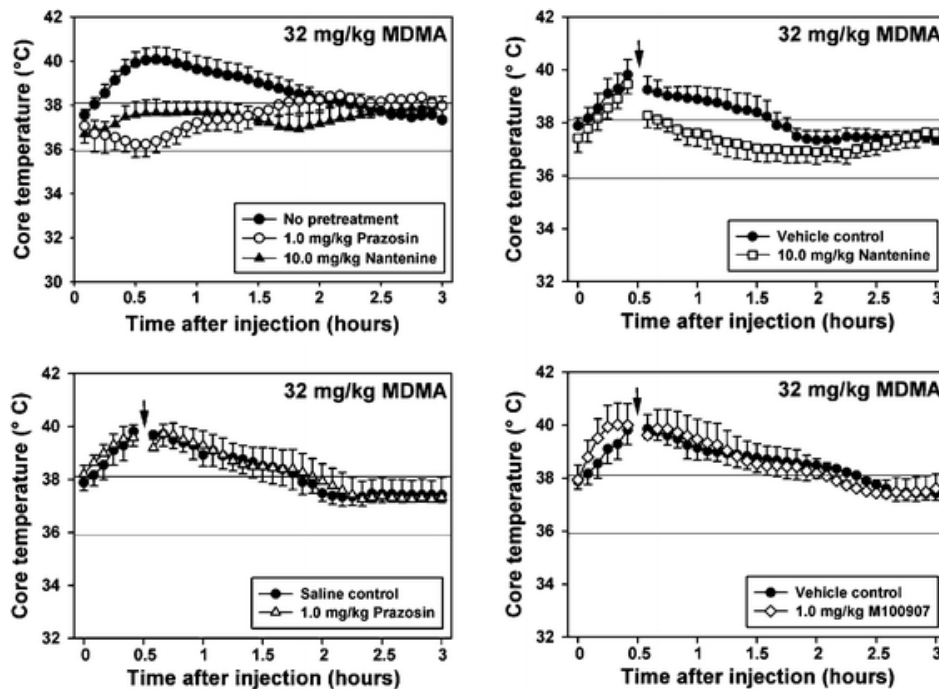 32 mg/kg MDMA
Core temperature (°C)
42
40
38
36
34
32
30
No pretreatment
1.0 mg/kg Prazosin
10.0 mg/kg Nantenine
0 0.5 1 1.5 2 2.5 3
Time after injection (hours)
32 mg/kg MDMA
Core temperature (° C)
42
40
38
36
34
32
Vehicle control
10.0 mg/kg Nantenine
0 0.5 1 1.5 2 2.5 3
Time after injection (hours)
32 mg/kg MDMA
Core temperature (° C)
42
40
38
36
34
32
Saline control
1.0 mg/kg Prazosin
0 0.5 1 1.5 2 2.5 3
Time after injection (hours)
32 mg/kg MDMA
Core temperature (° C)
42
40
38
36
34
32
Vehicle control
1.0 mg/kg M100907
0 0.5 1 1.5 2 2.5 3
Time after injection (hours)